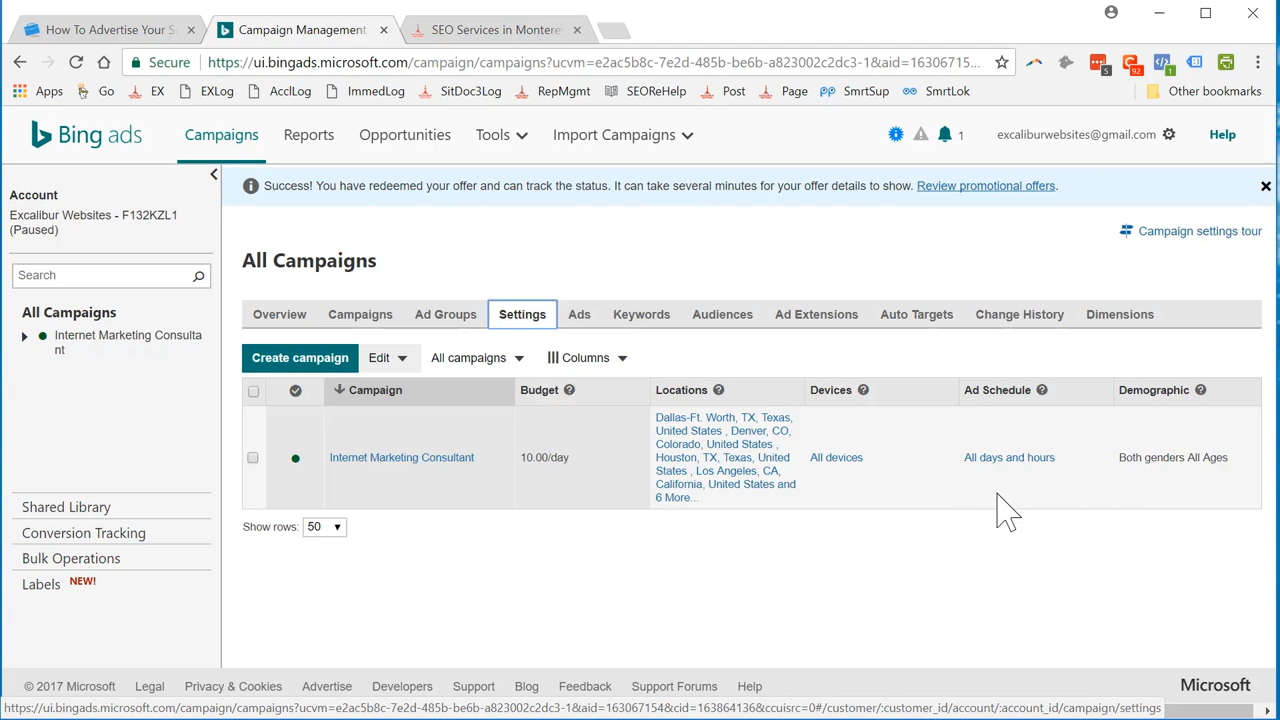 How To Advertise Your S
Campaign Management
SEO Services in Montere
Secure
https://ui.bingads.microsoft.com/campaign/campaigns?ucvm=e2ac5b8c-7e2d-485b-be6b-a823002c2dc3-1&aid=16306715...
5
92
1
Apps
Go
EX
EXLog
AcclLog
ImmedLog
SitDoc3Log
RepMgmt
SEOReHelp
Post
Page
SmrtSup
SmrtLok
Other bookmarks
Bing ads
Campaigns
Reports
Opportunities
Tools
Import Campaigns
1
excaliburwebsites@gmail.com
Help
Account
Excalibur Websites - F132KZL1
(Paused)
Search
All Campaigns
Internet Marketing Consulta
nt
Shared Library
Conversion Tracking
Bulk Operations
Labels NEW!
Success! You have redeemed your offer and can track the status. It can take several minutes for your offer details to show. Review promotional offers.
Campaign settings tour
All Campaigns
Overview
Campaigns
Ad Groups
Settings
Ads
Keywords
Audiences
Ad Extensions
Auto Targets
Change History
Dimensions
Create campaign
Edit
All campaigns
Columns
Campaign
Budget
Locations
Devices
Ad Schedule
Demographic
Internet Marketing Consultant
10.00/day
Dallas-Ft. Worth, TX, Texas,
United States , Denver, CO,
Colorado, United States ,
Houston, TX, Texas, United
States , Los Angeles, CA,
California, United States and
6 More...
All devices
All days and hours
Both genders All Ages
Show rows: 50
© 2017 Microsoft
Legal
Privacy & Cookies
Advertise
Developers
Support
Blog
Feedback
Support Forums
Help
Microsoft
https://ui.bingads.microsoft.com/campaign/campaigns?ucvm=e2ac5b8c-7e2d-485b-be6b-a823002c2dc3-1&aid=163067154&cid=163864136&ccuisrc=0#/customer/:customer_id/account/:account_id/campaign/settings